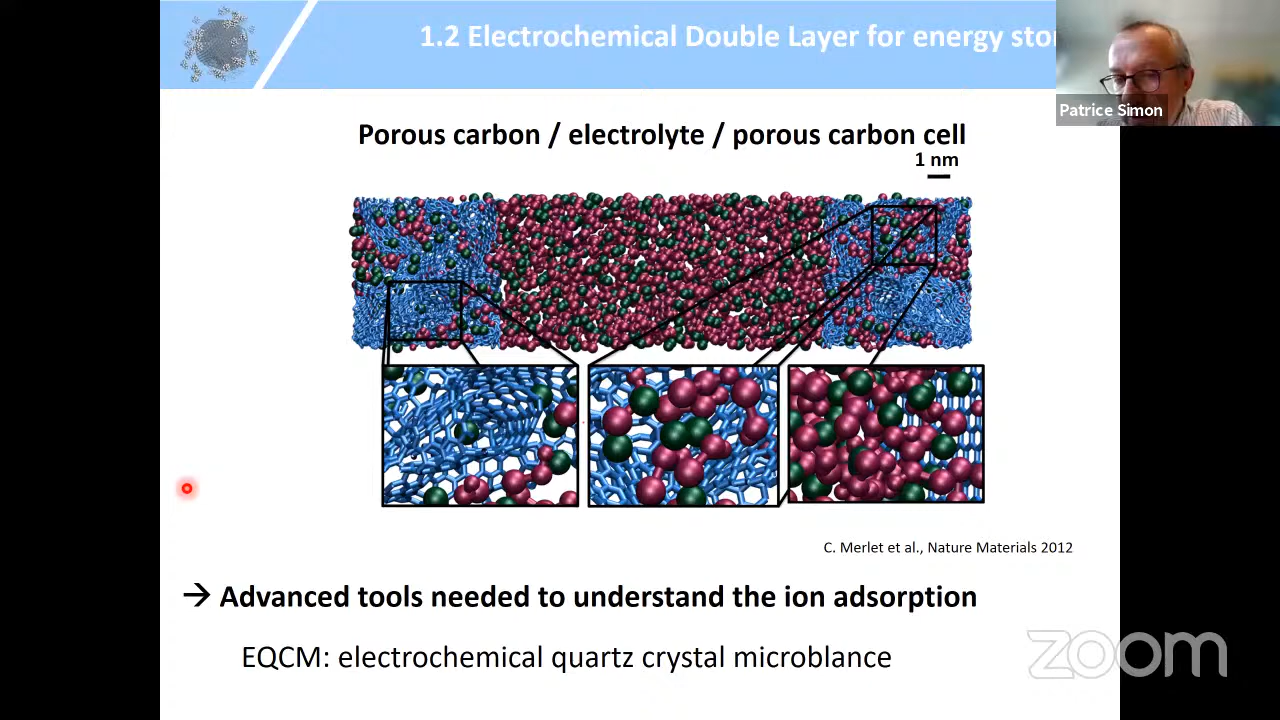 1.2 Electrochemical Double Layer for energy
Patrice Simon
Porous carbon / electrolyte / porous carbon cell
1 nm
C. Merlet et al., Nature Materials 2012
→ Advanced tools needed to understand the ion adsorption
EQCM: electrochemical quartz crystal microblance
zoom